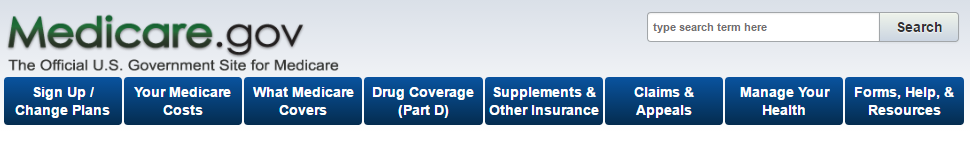 Medicare.gov
The Official U.S. Government Site for Medicare
type search term here
Search
Sign Up /
Change Plans
Your Medicare
Costs
What Medicare
Covers
Drug Coverage
(Part D)
Supplements &
Other Insurance
Claims &
Appeals
Manage Your
Health
Forms, Help, &
Resources